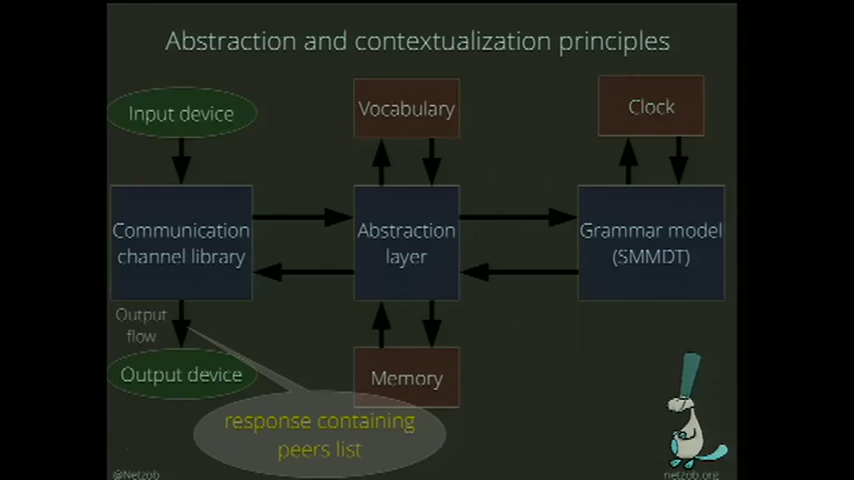 Abstraction and contextualization principles
Input device
Vocabulary
Clock
Communication
channel library
Abstraction
layer
Grammar model
(SMMDT)
Output
flow
Output device
Memory
response containing
peers list
@Netzob
netzob.org